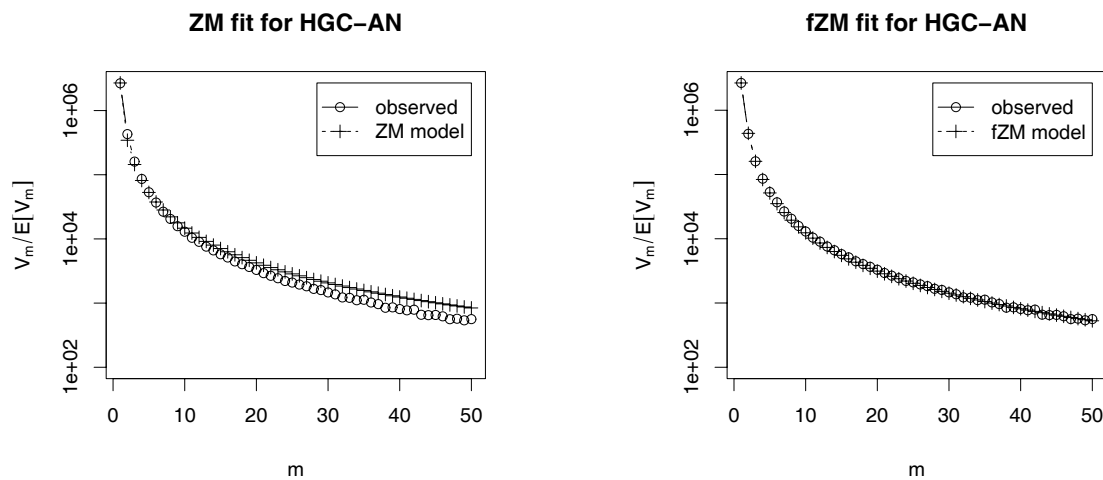 ZM fit for HGC−AN
V_m / E[V_m]
1e+06
1e+04
1e+02
observed
ZM model
0 10 20 30 40 50
m
fZM fit for HGC−AN
V_m / E[V_m]
1e+06
1e+04
1e+02
observed
fZM model
0 10 20 30 40 50
m